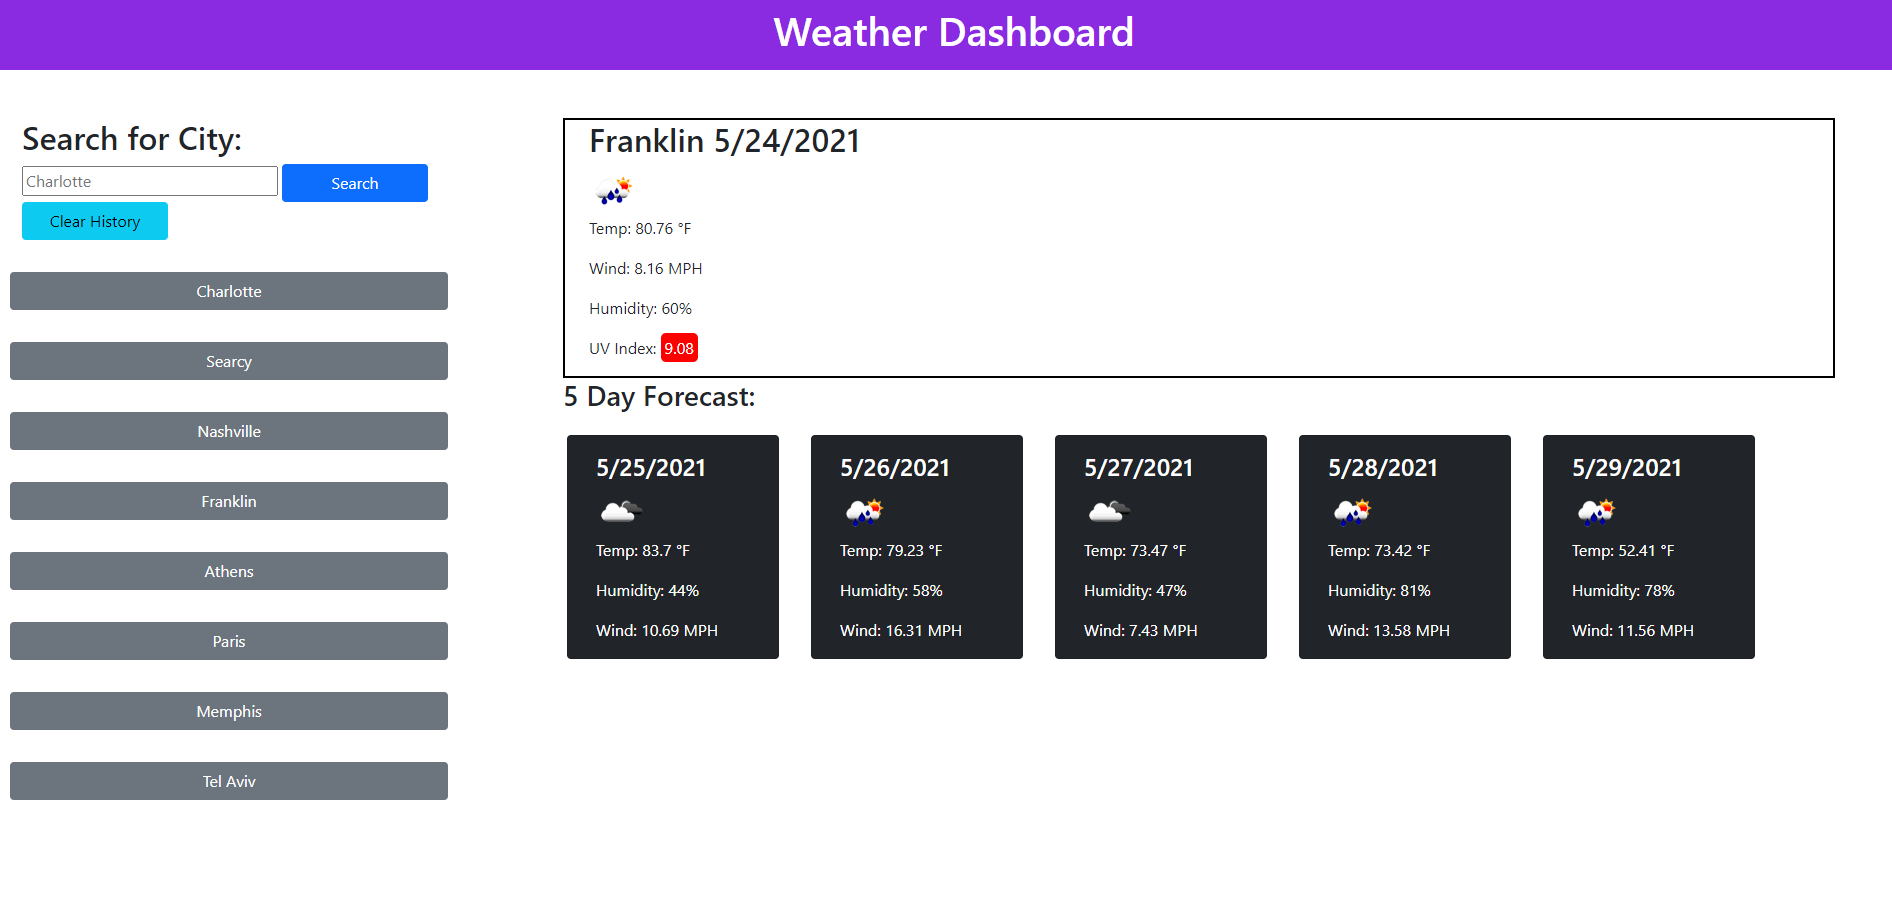 Weather Dashboard
Search for City:
Charlotte
Search
Clear History
Charlotte
Searcy
Nashville
Franklin
Athens
Paris
Memphis
Tel Aviv
Franklin 5/24/2021
Temp: 80.76 °F
Wind: 8.16 MPH
Humidity: 60%
UV Index: 9.08
5 Day Forecast:
5/25/2021
Temp: 83.7 °F
Humidity: 44%
Wind: 10.69 MPH
5/26/2021
Temp: 79.23 °F
Humidity: 58%
Wind: 16.31 MPH
5/27/2021
Temp: 73.47 °F
Humidity: 47%
Wind: 7.43 MPH
5/28/2021
Temp: 73.42 °F
Humidity: 81%
Wind: 13.58 MPH
5/29/2021
Temp: 52.41 °F
Humidity: 78%
Wind: 11.56 MPH